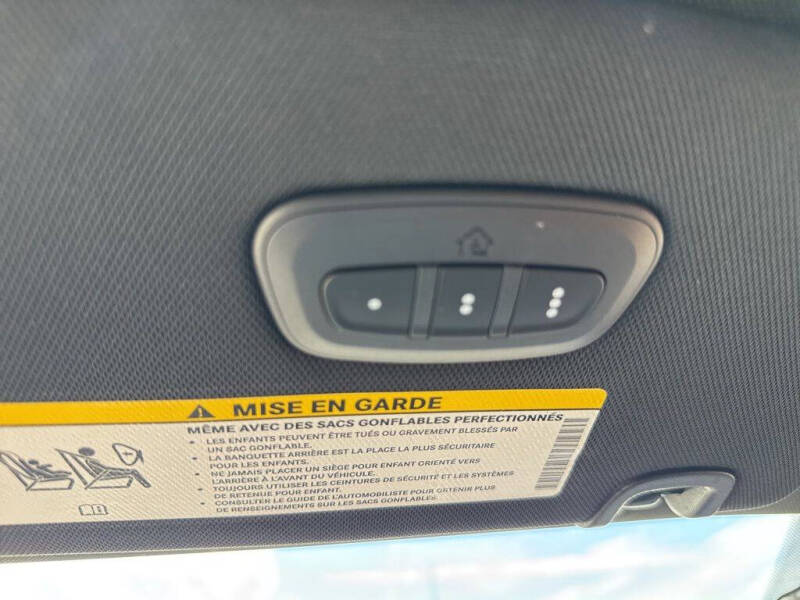 MISE EN GARDE
MÊME AVEC DES SACS GONFLABLES PERFECTIONNÉS
• LES ENFANTS PEUVENT ÊTRE TUÉS OU GRAVEMENT BLESSÉS PAR
UN SAC GONFLABLE.
• LA BANQUETTE ARRIÈRE EST LA PLACE LA PLUS SÉCURITAIRE
POUR LES ENFANTS.
• NE JAMAIS PLACER UN SIÈGE POUR ENFANT ORIENTÉ VERS
L'ARRIÈRE À L'AVANT DU VÉHICULE.
• TOUJOURS UTILISER LES CEINTURES DE SÉCURITÉ ET LES SYSTÈMES
DE RETENUE POUR ENFANT.
• CONSULTER LE GUIDE DE L'AUTOMOBILISTE POUR OBTENIR PLUS
DE RENSEIGNEMENTS SUR LES SACS GONFLABLES.